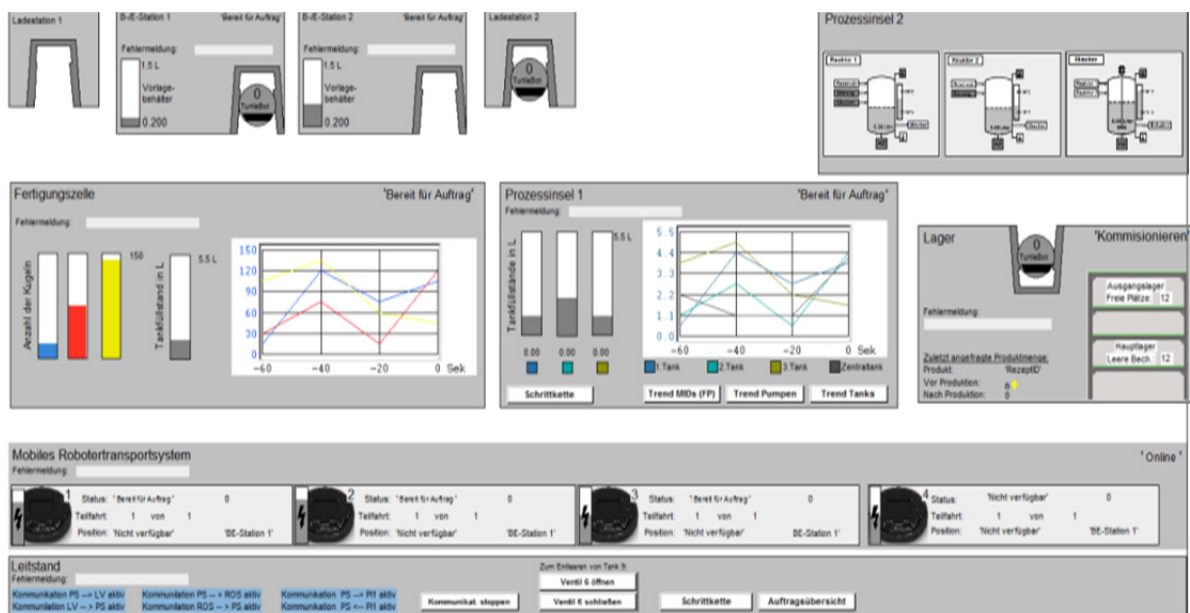 Ladestation 1
B-/E-Station 1 'Bereit für Auftrag'
B-/E-Station 2 'Bereit für Auftrag'
Ladestation 2
Prozessinsel 2
Fehlermeldung:
1.5 L
Vorlage-
behälter
0.200
0
TurtleBot
Fehlermeldung:
1.5 L
Vorlage-
behälter
0.200
0
TurtleBot
Reaktor 1
Reaktor 2
Fertigungszelle 'Bereit für Auftrag'
Fehlermeldung:
Anzahl der Kugeln
150
Tankfüllstand in L
5.5 L
150
120
90
60
30
0
-60 -40 -20 0 Sek
Prozessinsel 1 'Bereit für Auftrag'
Fehlermeldung:
Tankfüllstände in L
5.5 L
0.00 0.00 0.00
5.5
4.4
3.3
2.2
1.1
0.0
-60 -40 -20 0 Sek
1.Tank 2.Tank 3.Tank Zentraltank
Schrittkette Trend MIDs (FP) Trend Pumpen Trend Tanks
Lager 'Kommisionieren'
0
TurtleBot
Fehlermeldung:
Ausgangslager
Freie Plätze: 12
Hauptlager
Leere Bech.: 12
Zuletzt angefragte Produktmenge:
Produkt: 'RezeptID'
Vor Produktion:
Nach Produktion: 0
Mobiles Robotertransportsystem 'Online'
Fehlermeldung:
1 Status: 'Bereit für Auftrag' 0
Teilfahrt: 1 von 1
Position: 'Nicht verfügbar' 'BE-Station 1'
2 Status: 'Bereit für Auftrag' 0
Teilfahrt: 1 von 1
Position: 'Nicht verfügbar' 'BE-Station 1'
3 Status: 'Bereit für Auftrag' 0
Teilfahrt: 1 von 1
Position: 'Nicht verfügbar' 'BE-Station 1'
4 Status: 'Nicht verfügbar' 0
Teilfahrt: 1 von 1
Position: 'Nicht verfügbar' 'BE-Station 1'
Leitstand
Fehlermeldung:
Kommunikation PS --> LV aktiv Kommunikation PS --> ROS aktiv Kommunikation PS --> PI1 aktiv
Kommunikation LV --> PS aktiv Kommunikation ROS --> PS aktiv Kommunikation PS <-- PI1 aktiv
Kommunikat. stoppen
Zum Entleeren von Tank 9:
Ventil 6 öffnen
Ventil 6 schließen
Schrittkette
Auftragsübersicht